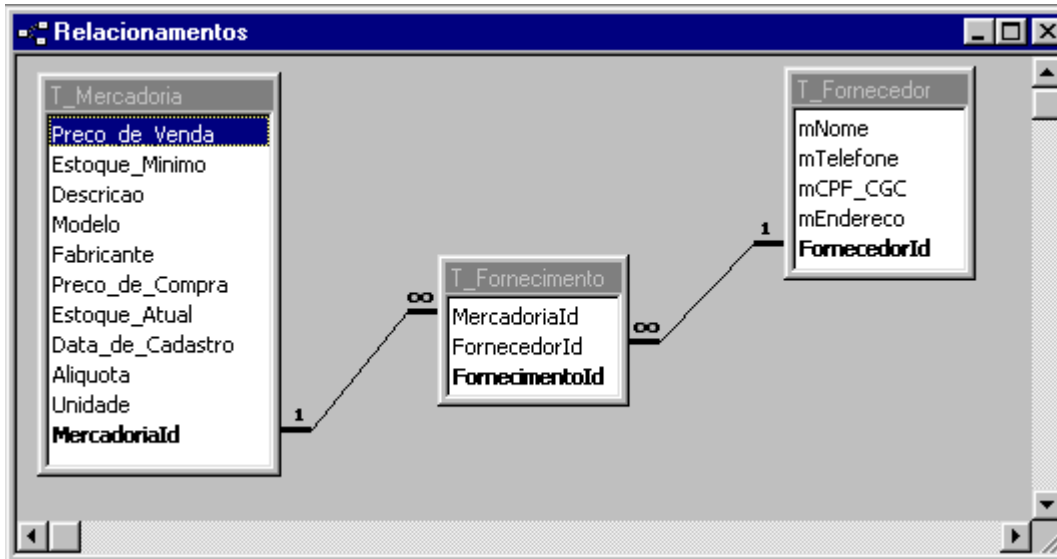 Relacionamentos
T_Mercadoria
Preco_de_Venda
Estoque_Minimo
Descricao
Modelo
Fabricante
Preco_de_Compra
Estoque_Atual
Data_de_Cadastro
Aliquota
Unidade
MercadoriaId
1
∞
T_Fornecimento
MercadoriaId
FornecedorId
FornecimentoId
∞
1
T_Fornecedor
mNome
mTelefone
mCPF_CGC
mEndereco
FornecedorId